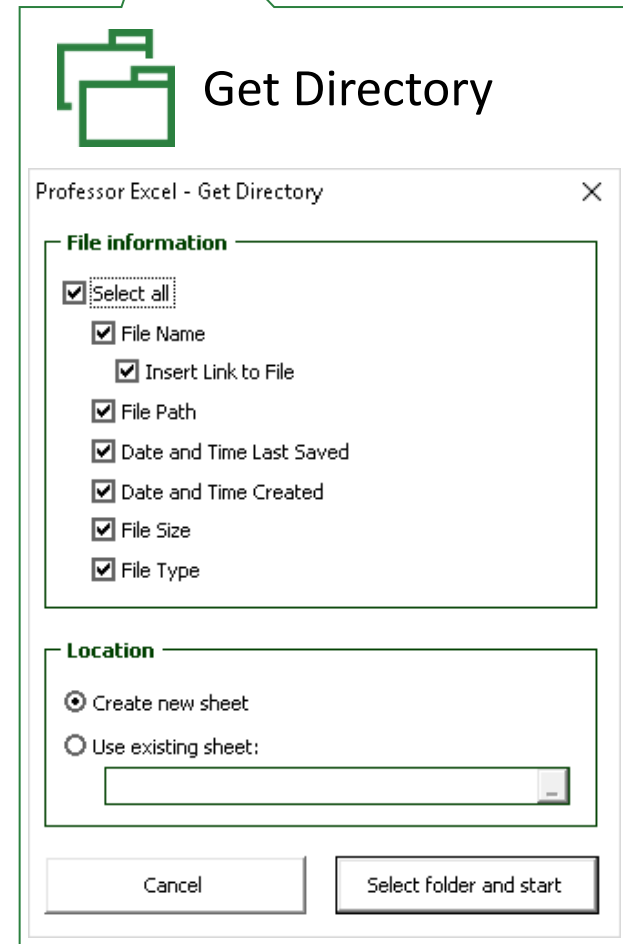 Get Directory
Professor Excel - Get Directory
File information
Select all
File Name
Insert Link to File
File Path
Date and Time Last Saved
Date and Time Created
File Size
File Type
Location
Create new sheet
Use existing sheet:
_
Cancel
Select folder and start